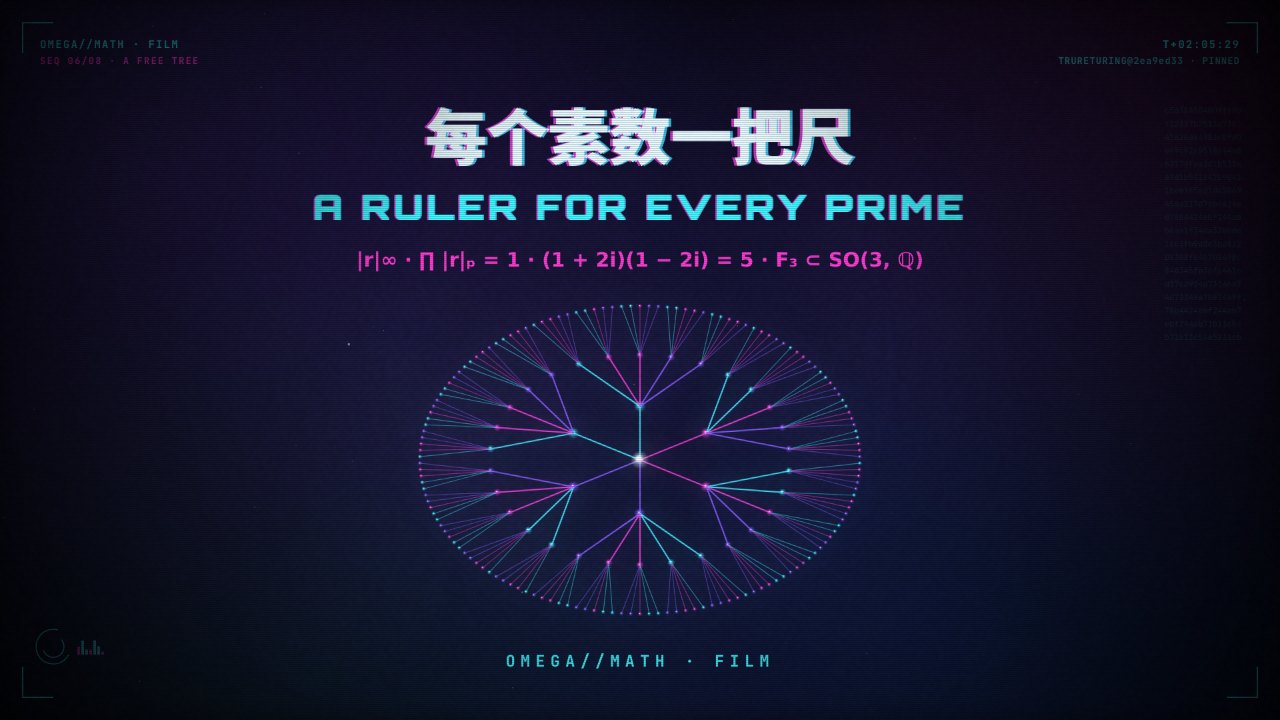 OMEGA//MATH · FILM
SEQ 06/08 · A FREE TREE
T+02:05:29
TRURETURING@2ea9ed33 · PINNED
每个素数一把尺
A RULER FOR EVERY PRIME
|r|∞ · ∏ |r|ₚ = 1 · (1 + 2i)(1 − 2i) = 5 · F₃ ⊂ SO(3, ℚ)
OMEGA//MATH · FILM